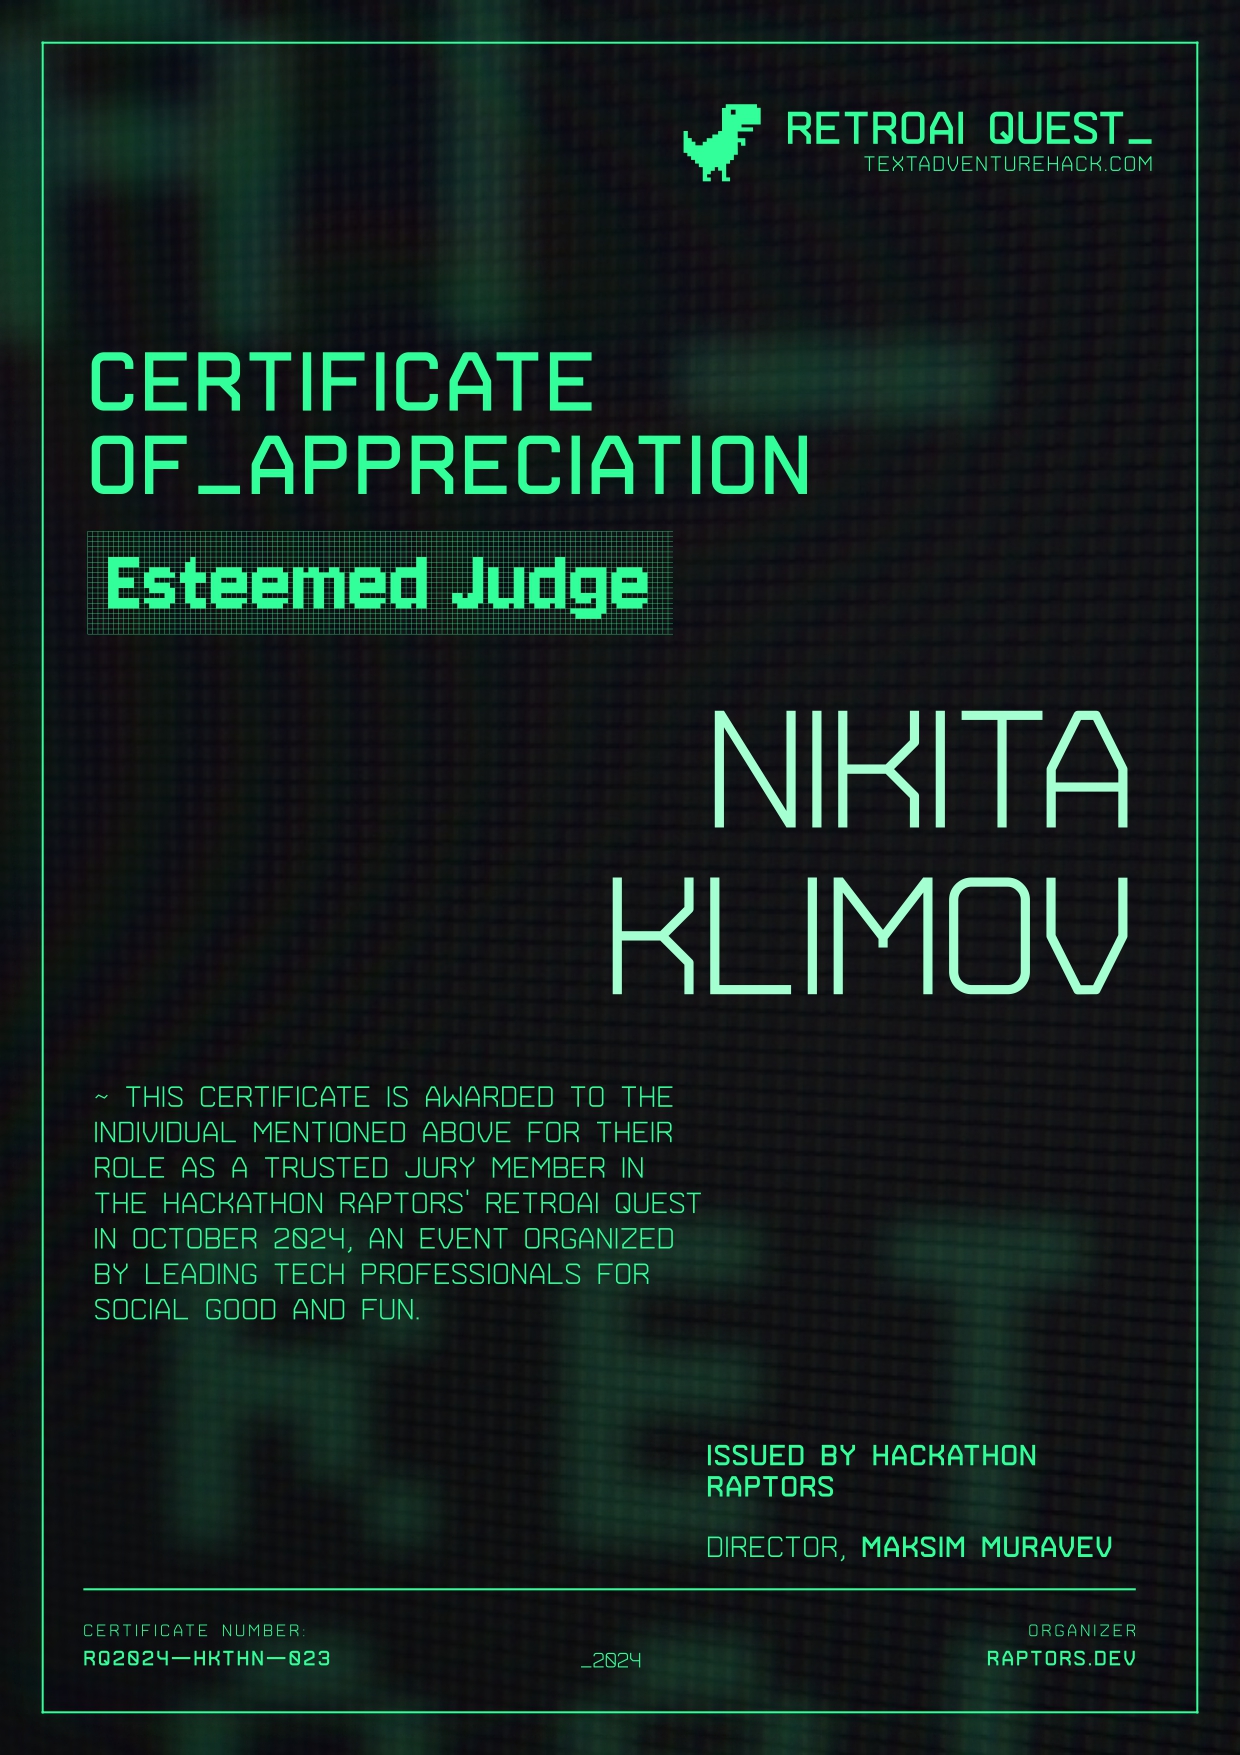 RETROAI QUEST_
TEXTADVENTUREHACK.COM
CERTIFICATE
OF_APPRECIATION
Esteemed Judge
NIKITA
KLIMOV
~ THIS CERTIFICATE IS AWARDED TO THE
INDIVIDUAL MENTIONED ABOVE FOR THEIR
ROLE AS A TRUSTED JURY MEMBER IN
THE HACKATHON RAPTORS' RETROAI QUEST
IN OCTOBER 2024, AN EVENT ORGANIZED
BY LEADING TECH PROFESSIONALS FOR
SOCIAL GOOD AND FUN.
ISSUED BY HACKATHON
RAPTORS
DIRECTOR, MAKSIM MURAVEV
CERTIFICATE NUMBER:
RQ2024—HKTHN—023
_2024
ORGANIZER
RAPTORS.DEV